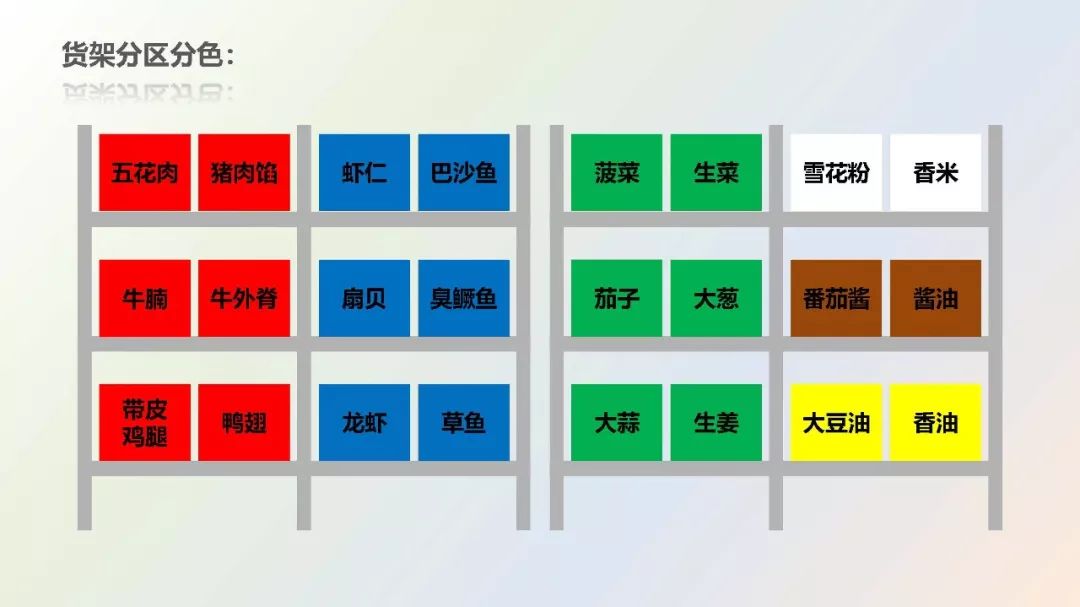 货架分区分色：
五花肉 猪肉馅 虾仁 巴沙鱼 菠菜 生菜 雪花粉 香米
牛腩 牛外脊 扇贝 臭鳜鱼 茄子 大葱 番茄酱 酱油
带皮
鸡腿
鸭翅 龙虾 草鱼 大蒜 生姜 大豆油 香油